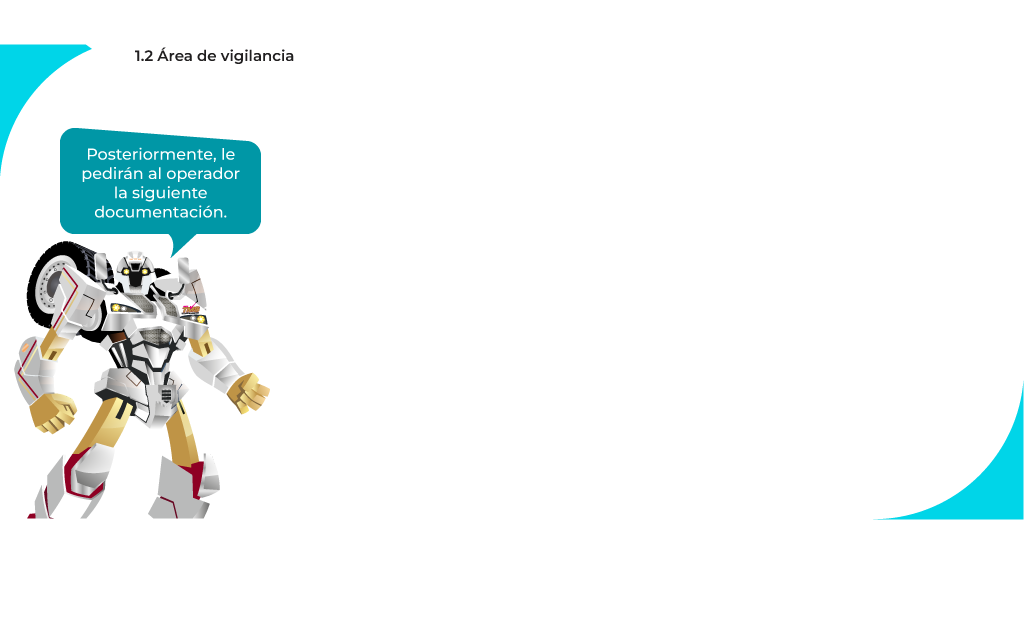 1.2 Área de vigilancia
Posteriormente, le
pedirán al operador
la siguiente
documentación.